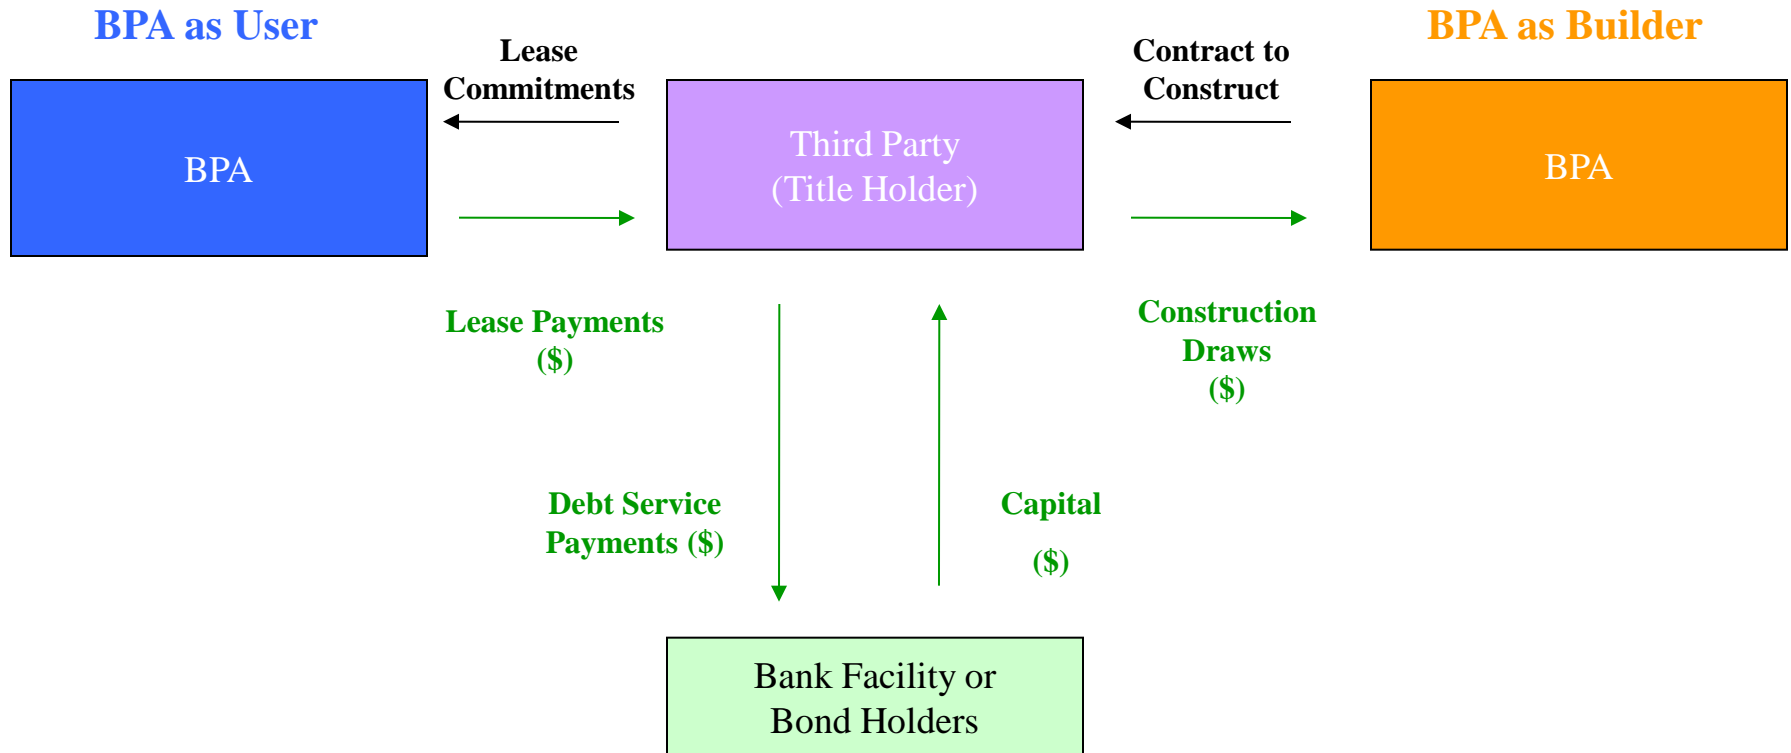 BPA as User
BPA as Builder
Lease
Commitments
Contract to
Construct
BPA
Third Party
(Title Holder)
BPA
Lease Payments
($)
Construction
Draws
($)
Debt Service
Payments ($)
Capital
($)
Bank Facility or
Bond Holders